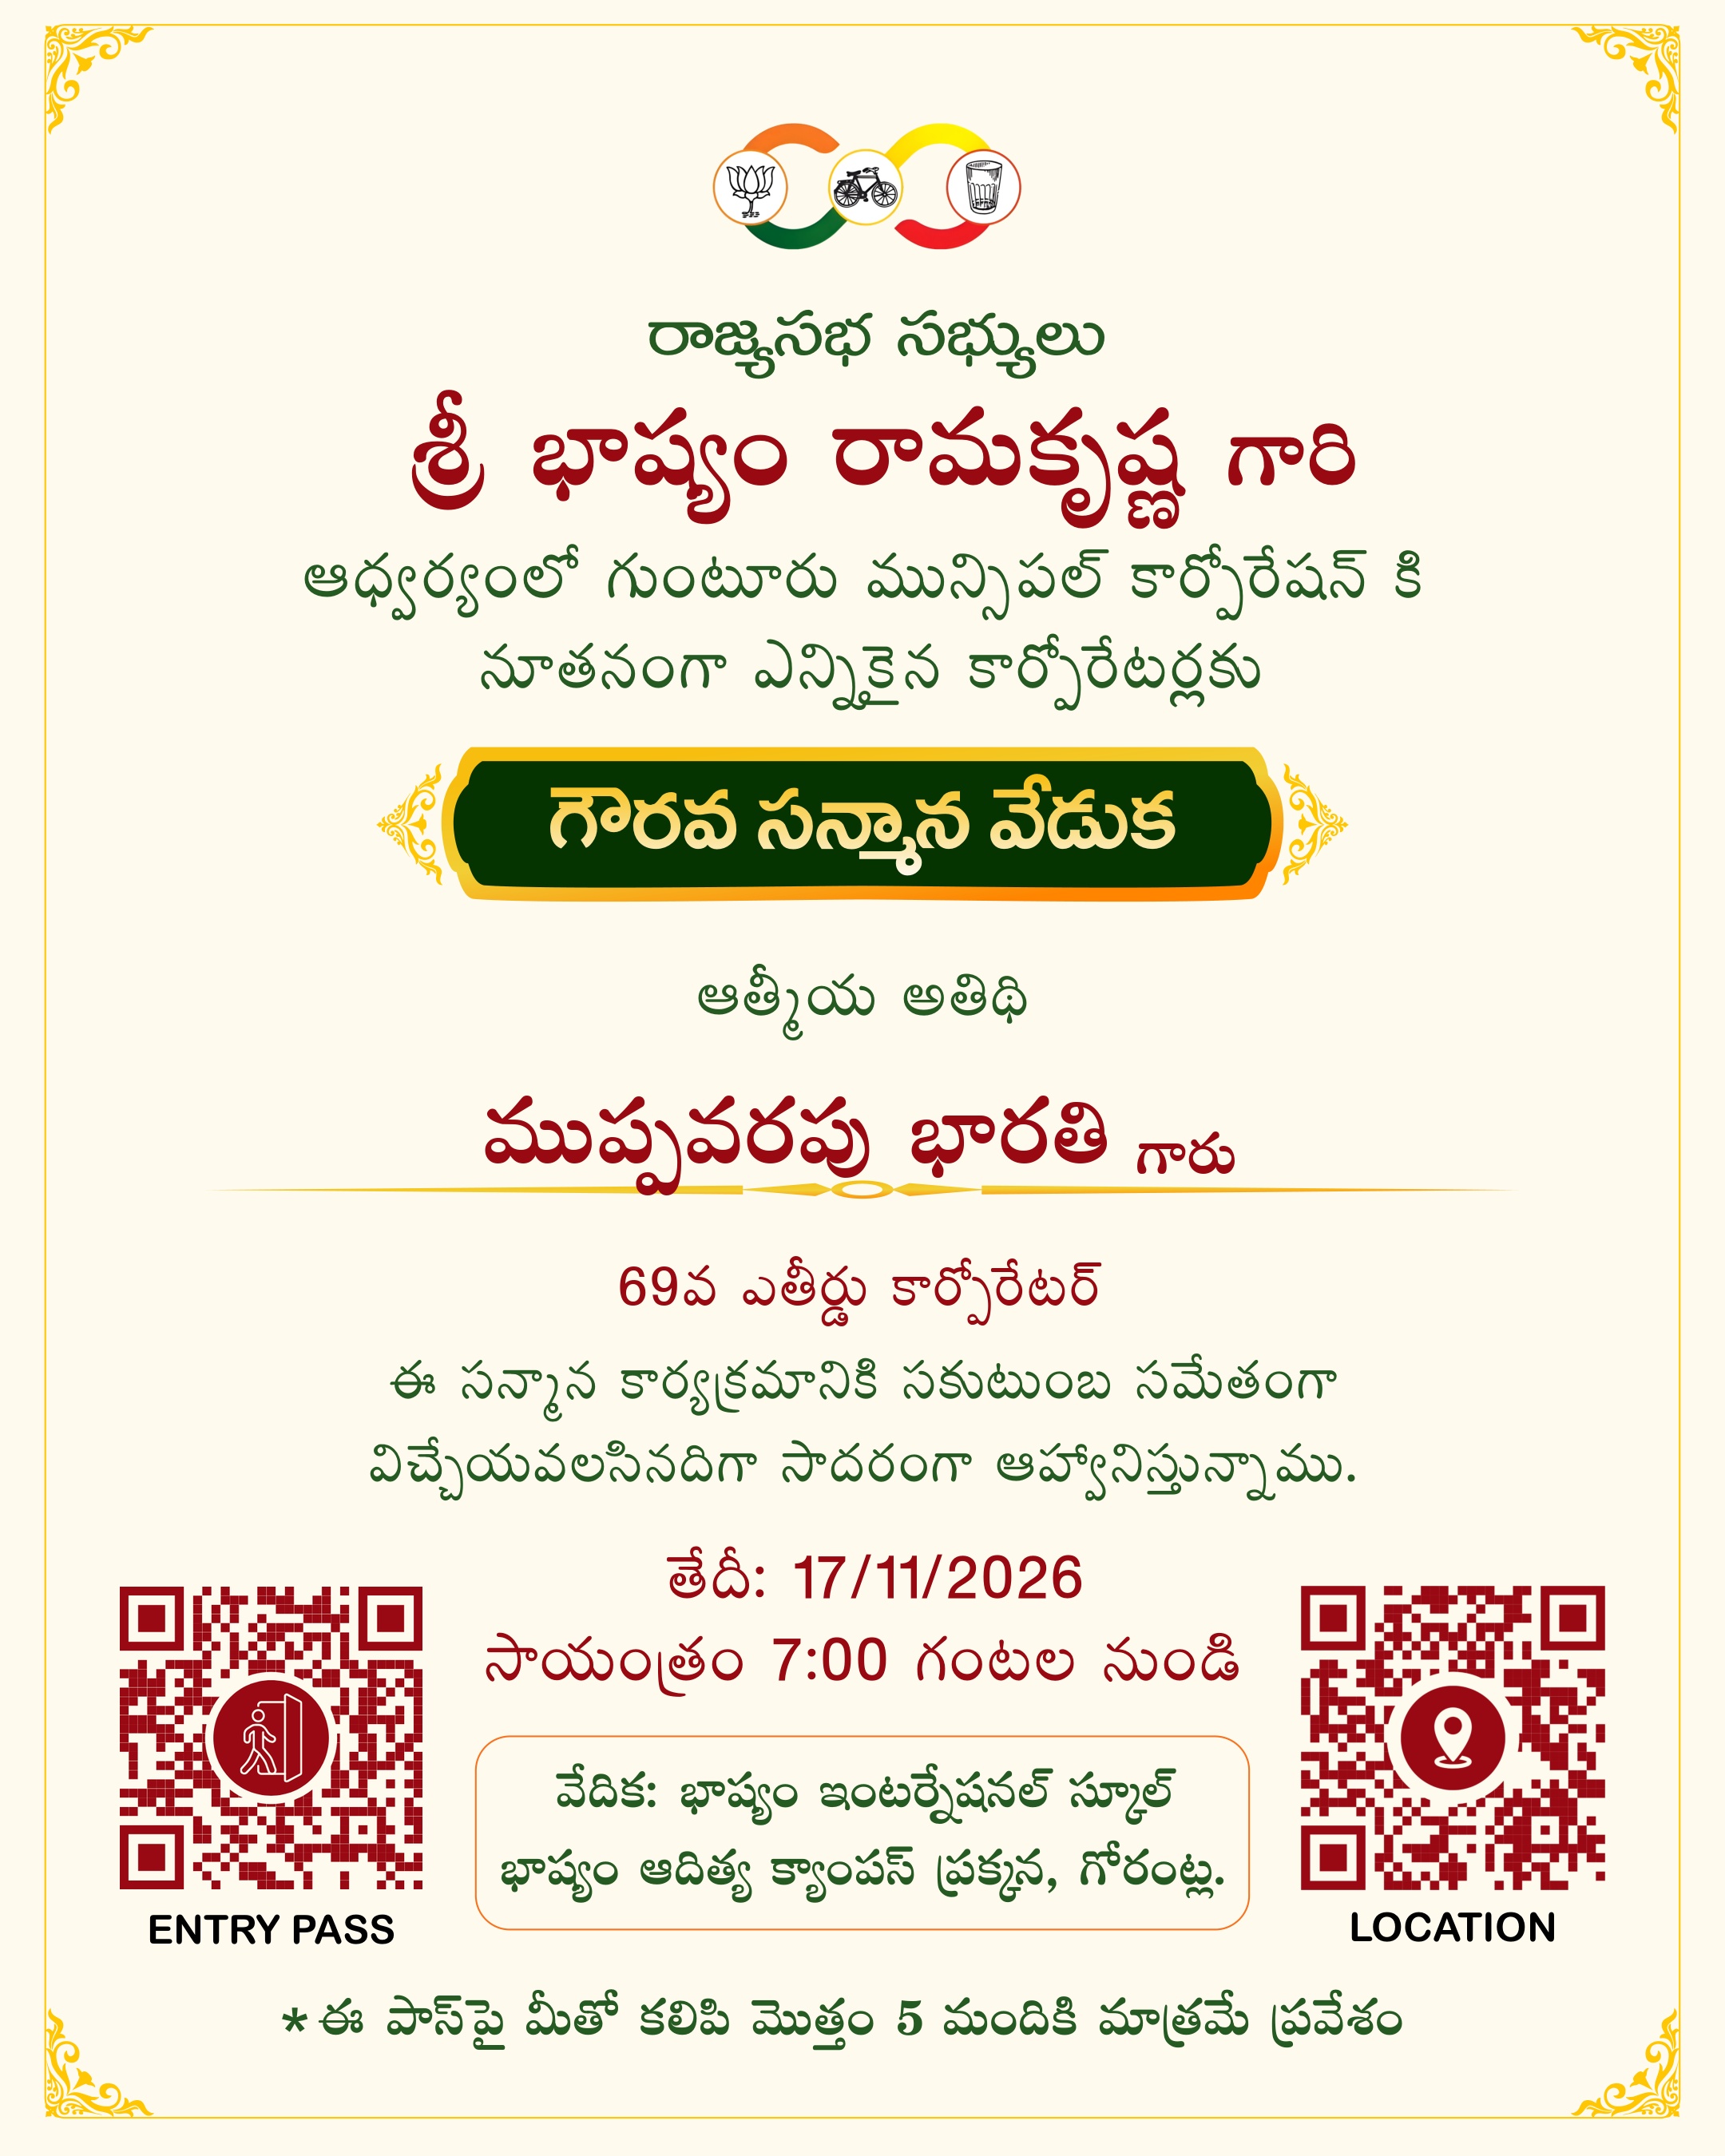 రాజ్యసభ సభ్యులు
శ్రీ భాష్యం రామకృష్ణ గారి
ఆధ్వర్యంలో గుంటూరు మున్సిపల్ కార్పోరేషన్ కి
నూతనంగా ఎన్నికైన కార్పోరేటర్లకు
గౌరవ సన్మాన వేడుక
ఆత్మీయ అతిథి
ముప్పవరపు భారతి గారు
69వ ఎతీర్డు కార్పోరేటర్
ఈ సన్మాన కార్యక్రమానికి సకుటుంబ సమేతంగా
విచ్చేయవలసినదిగా సాదరంగా ఆహ్వానిస్తున్నాము.
తేదీ: 17/11/2026
సాయంత్రం 7:00 గంటల నుండి
వేదిక: భాష్యం ఇంటర్నేషనల్ స్కూల్
భాష్యం ఆదిత్య క్యాంపస్ ప్రక్కన, గోరంట్ల.
ENTRY PASS
LOCATION
*ఈ పాస్‌పై మీతో కలిపి మొత్తం 5 మందికి మాత్రమే ప్రవేశం